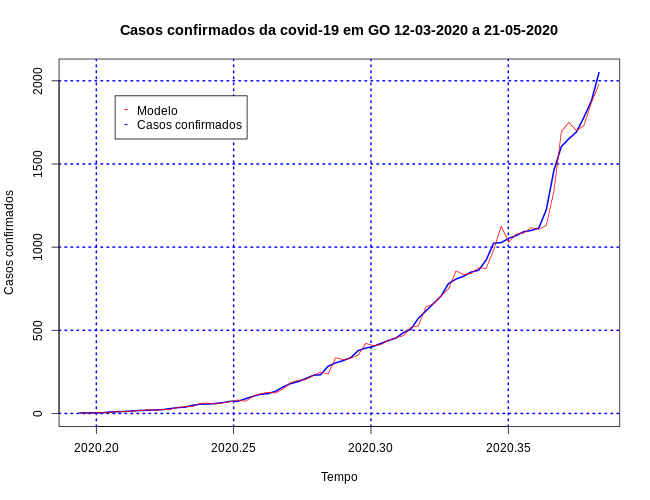 Casos confirmados da covid-19 em GO 12-03-2020 a 21-05-2020
Casos confirmados
2000
1500
1000
500
0
- Modelo
- Casos confirmados
2020.20 2020.25 2020.30 2020.35
Tempo